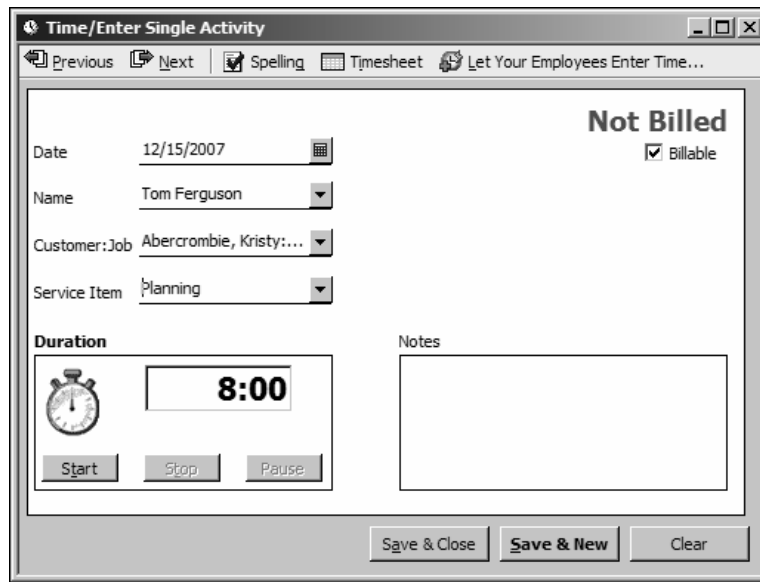 Time/Enter Single Activity
Previous Next Spelling Timesheet Let Your Employees Enter Time...
Not Billed
Date 12/15/2007 Billable
Name Tom Ferguson
Customer:Job Abercrombie, Kristy:...
Service Item Planning
Duration Notes
8:00
Start Stop Pause
Save & Close Save & New Clear